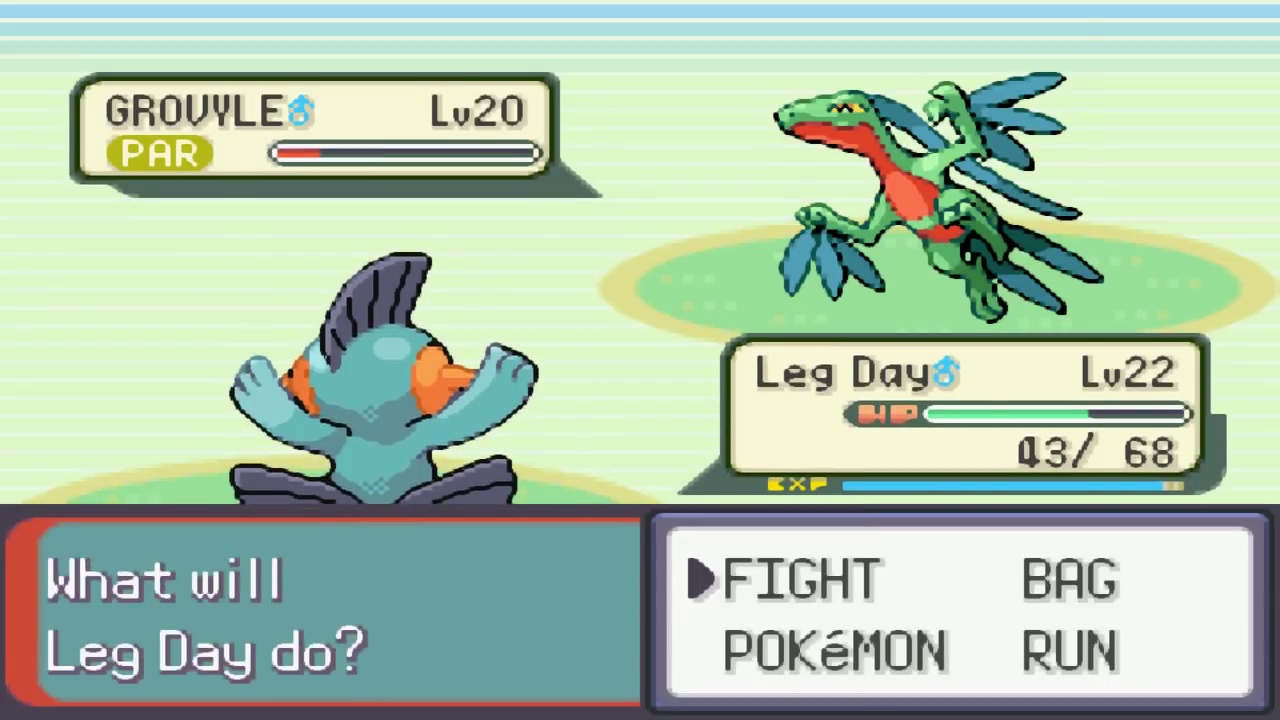 GROVYLE♂ Lv20
PAR
Leg Day♂ Lv22
HP
43/ 68
EXP
What will
Leg Day do?
FIGHT BAG
POKéMON RUN